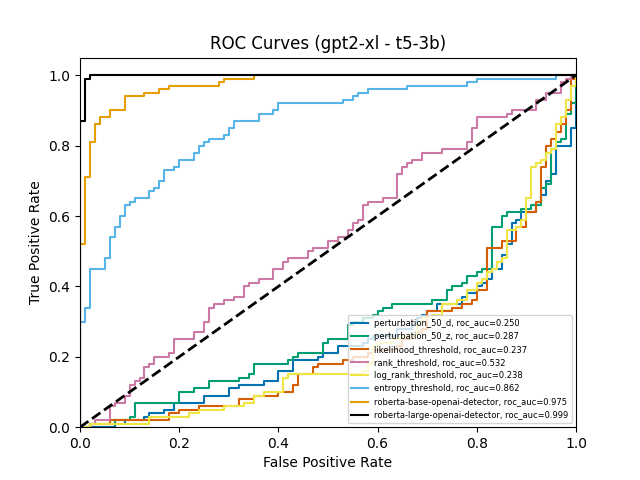 ROC Curves (gpt2-xl - t5-3b)
True Positive Rate
1.0
0.8
0.6
0.4
0.2
0.0
perturbation_50_d, roc_auc=0.250
perturbation_50_z, roc_auc=0.287
likelihood_threshold, roc_auc=0.237
rank_threshold, roc_auc=0.532
log_rank_threshold, roc_auc=0.238
entropy_threshold, roc_auc=0.862
roberta-base-openai-detector, roc_auc=0.975
roberta-large-openai-detector, roc_auc=0.999
0.0 0.2 0.4 0.6 0.8 1.0
False Positive Rate